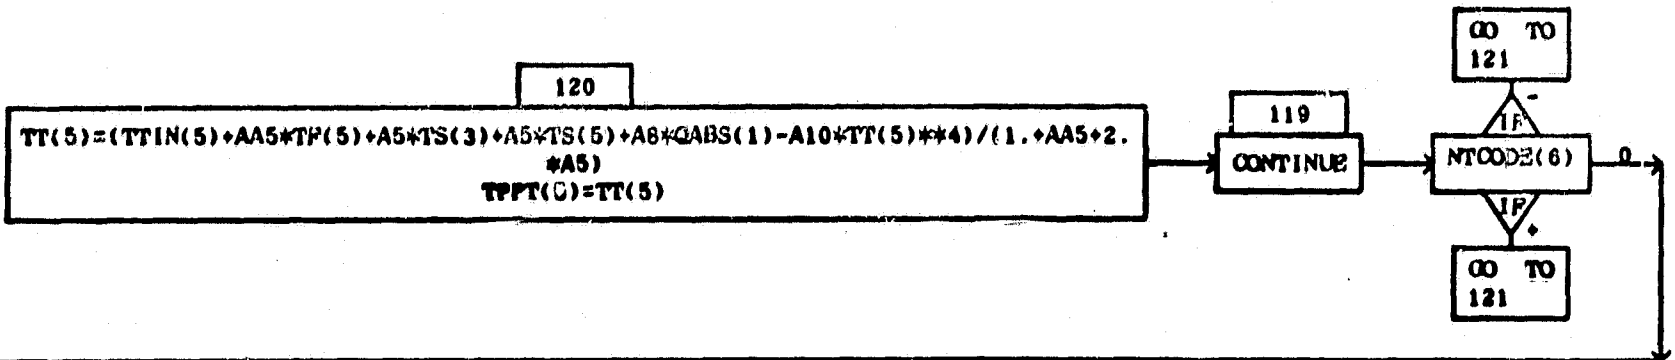 120
TT(5)=(TTIN(5)+AA5*TP(5)+A5*TS(3)+A5*TS(5)+A8*QABS(1)-A10*TT(5)**4)/(1.+AA5+2.
*A5)
=TT(5)
119
CONTINUE
GO TO
121
-
IF
NTCODE(6)
0
IF
+
GO TO
121